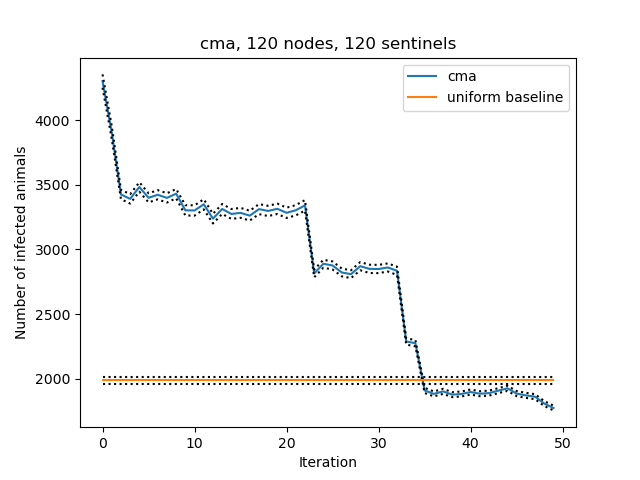 cma, 120 nodes, 120 sentinels
cma
uniform baseline
Number of infected animals
4000
3500
3000
2500
2000
0 10 20 30 40 50
Iteration